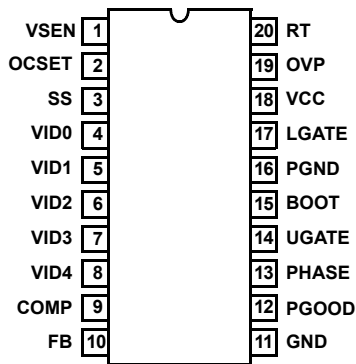 VSEN 1 20 RT
OCSET 2 19 OVP
SS 3 18 VCC
VID0 4 17 LGATE
VID1 5 16 PGND
VID2 6 15 BOOT
VID3 7 14 UGATE
VID4 8 13 PHASE
COMP 9 12 PGOOD
FB 10 11 GND